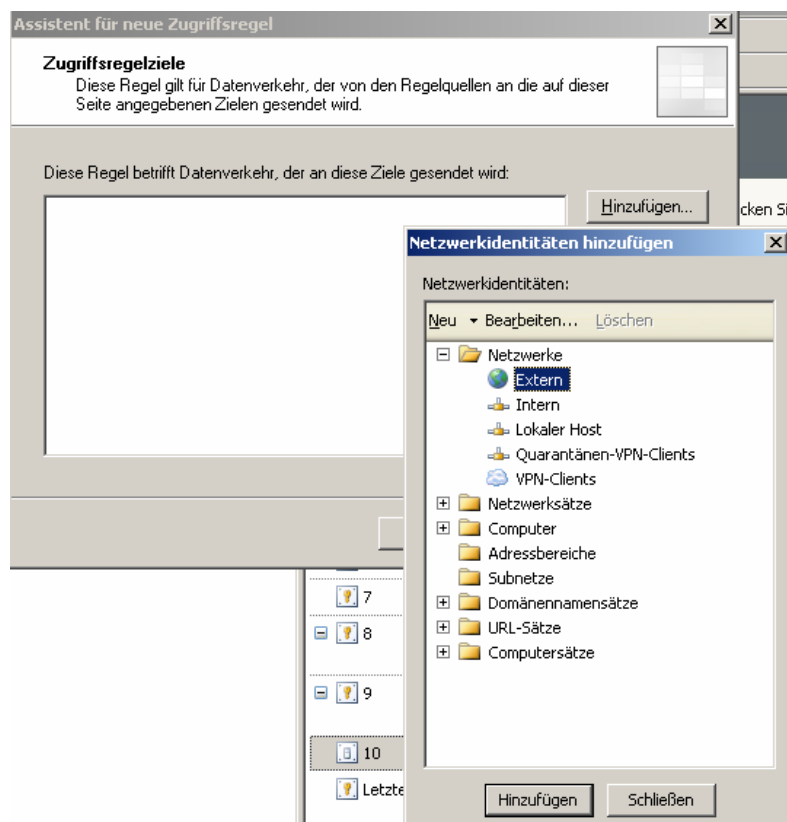 Assistent für neue Zugriffsregel
Zugriffsregelziele
Diese Regel gilt für Datenverkehr, der von den Regelquellen an die auf dieser
Seite angegebenen Zielen gesendet wird.
Diese Regel betrifft Datenverkehr, der an diese Ziele gesendet wird:
Hinzufügen...
Netzwerkidentitäten hinzufügen
Netzwerkidentitäten:
Neu Bearbeiten... Löschen
Netzwerke
Extern
Intern
Lokaler Host
Quarantänen-VPN-Clients
VPN-Clients
Netzwerksätze
Computer
Adressbereiche
Subnetze
Domänennamensätze
URL-Sätze
Computersätze
Hinzufügen Schließen
7
8
9
10